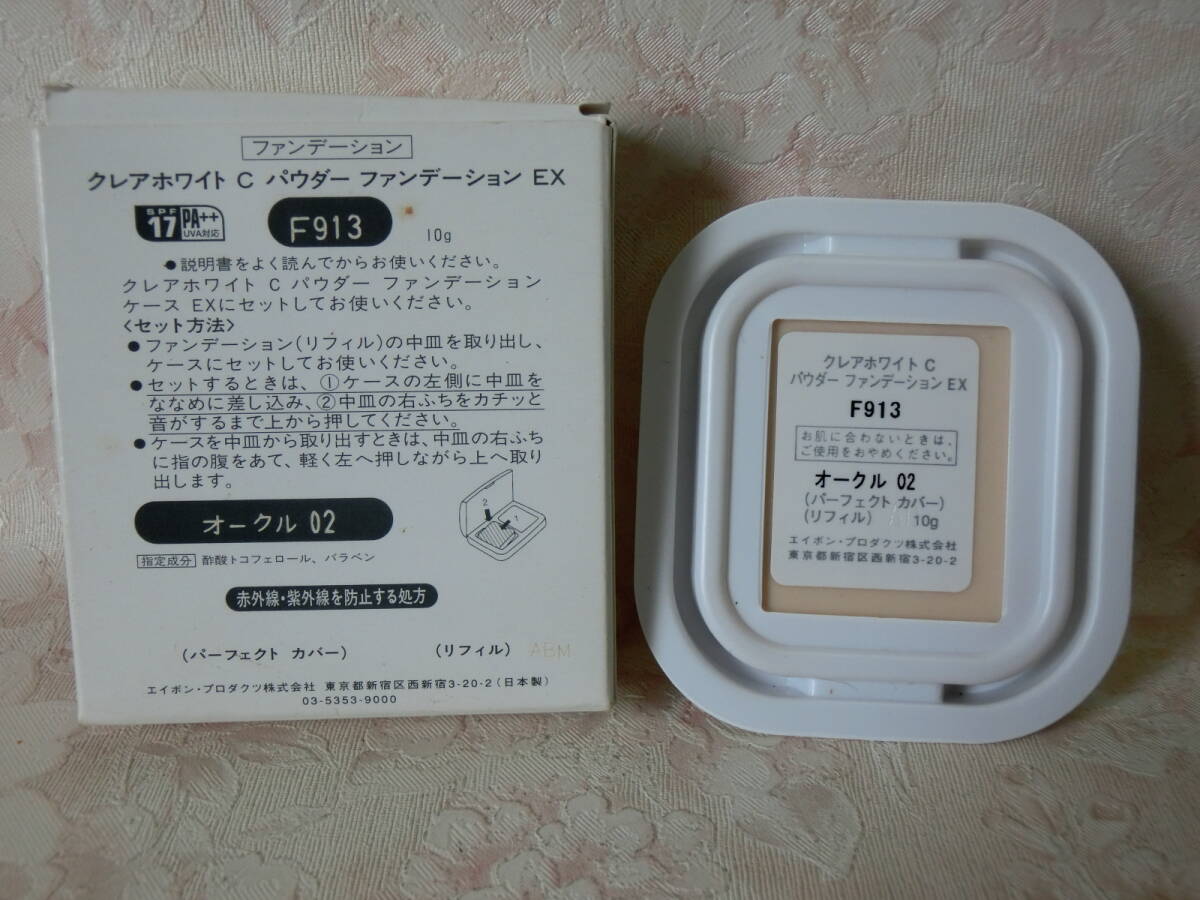 ファンデーション
クレアホワイト C パウダー ファンデーション EX
SPF 17 PA++ UVA対応
F913
10g
●説明書をよく読んでからお使いください。
クレアホワイト C パウダー ファンデーション
ケース EXにセットしてお使いください。
〈セット方法〉
●ファンデーション(リフィル)の中皿を取り出し、
ケースにセットしてお使いください。
●セットするときは、①ケースの左側に中皿を
ななめに差し込み、②中皿の右ふちをカチッと
音がするまで上から押してください。
●ケースを中皿から取り出すときは、中皿の右ふち
に指の腹をあて、軽く左へ押しながら上へ取り
出します。
2
1
オークル 02
指定成分 酢酸トコフェロール、パラベン
赤外線・紫外線を防止する処方
(パーフェクト カバー) (リフィル) ABM
エイボン・プロダクツ株式会社 東京都新宿区西新宿3-20-2(日本製)
03-5353-9000
クレアホワイト C
パウダー ファンデーション EX
F913
お肌に合わないときは、
ご使用をおやめください。
オークル 02
(パーフェクト カバー)
(リフィル) 10g
エイボン・プロダクツ株式会社
東京都新宿区西新宿3-20-2